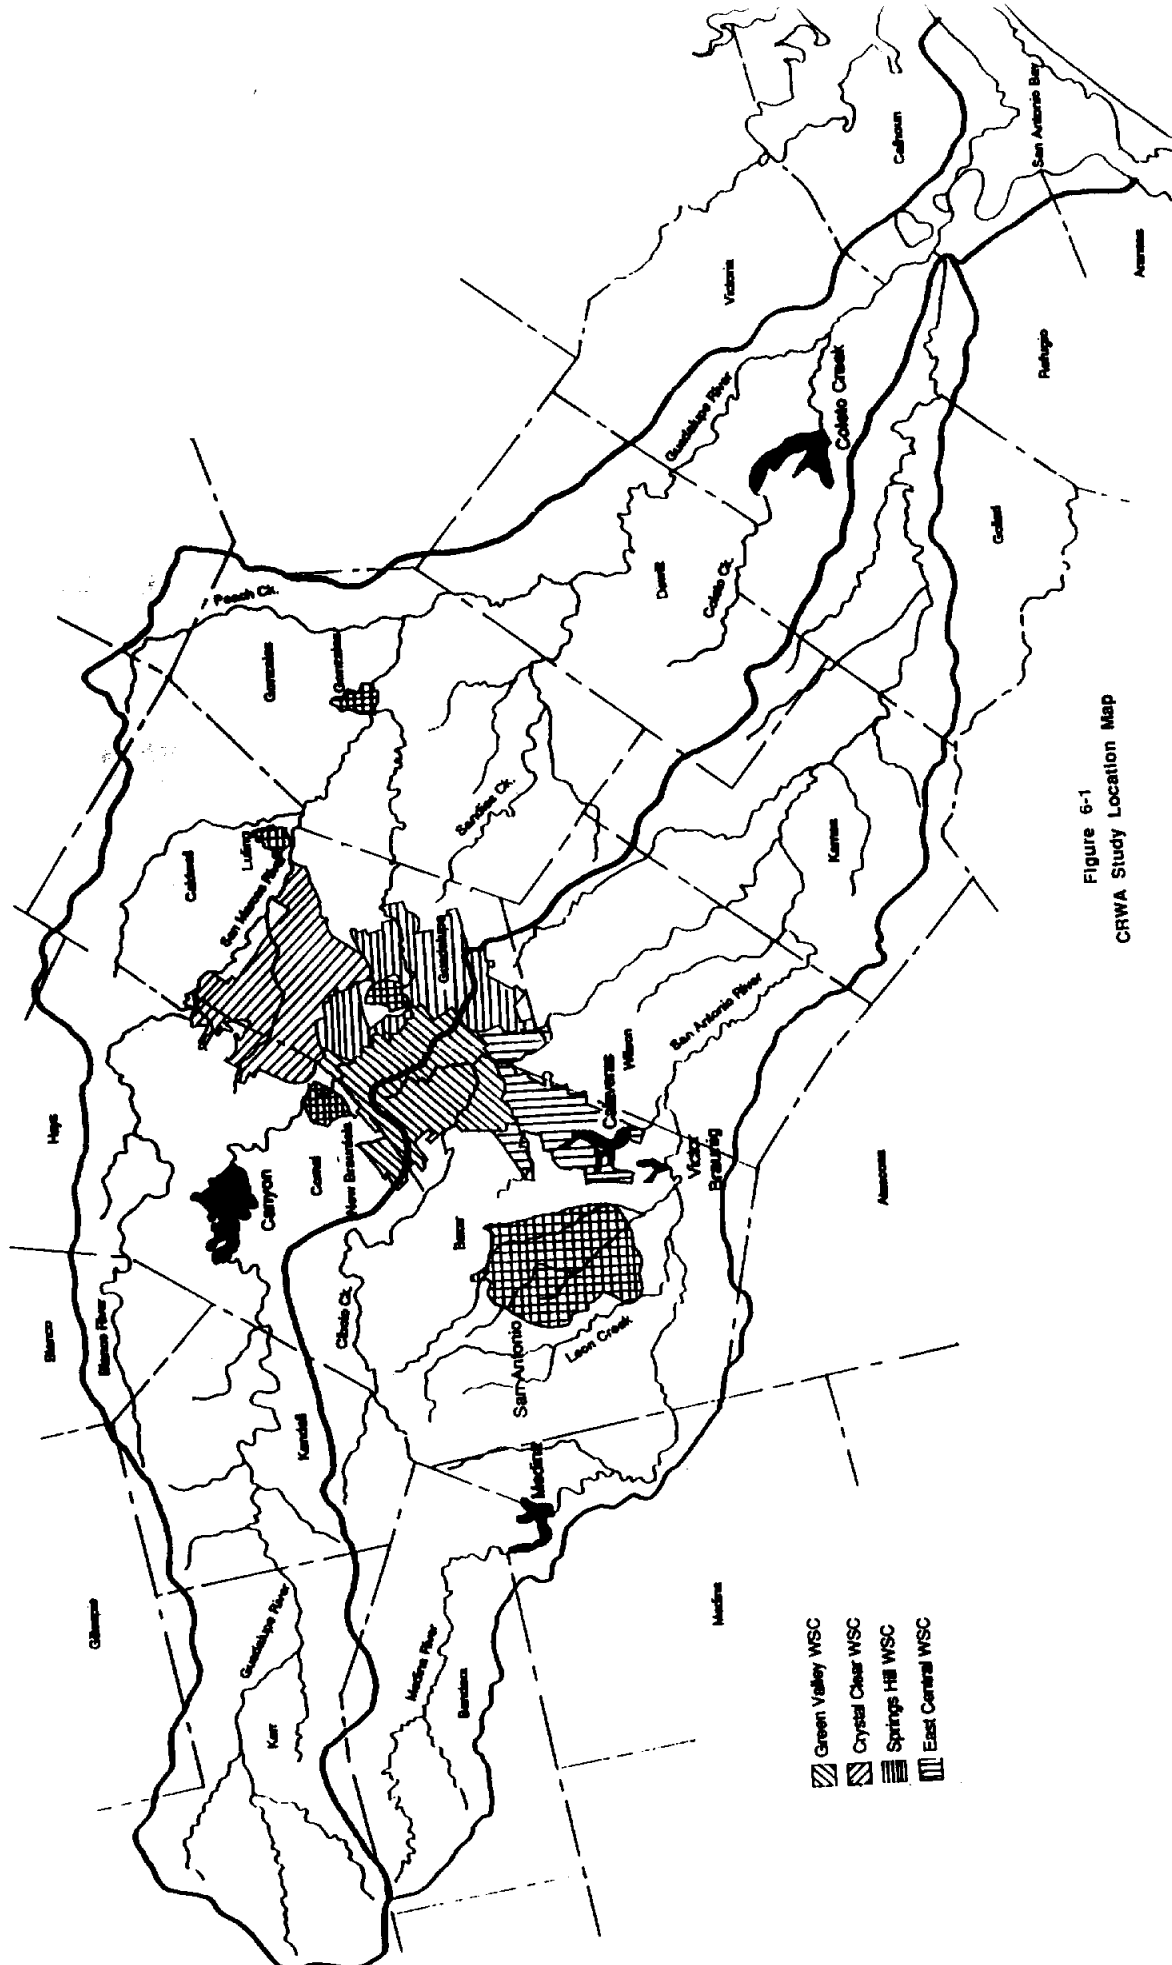 Gillespie
Blanco
Hays
Kerr
Guadalupe River
Kendall
Blanco River
Canyon
Comal
New Braunfels
Caldwell
Luling
San Marcos River
Gonzales
Gonzales
Peach Ck.
Bandera
Medina River
Medina
Cibolo Ck.
San Antonio
Leon Creek
Bexar
Victor
Braunig
Calaveras
Wilson
Guadalupe
San Antonio River
Sandies Ck.
Karnes
Dewitt
Coleto Ck.
Guadalupe River
Coleto Creek
Victoria
Calhoun
San Antonio Bay
Goliad
Refugio
Aransas
Medina
Atascosa
Green Valley WSC
Crystal Clear WSC
Springs Hill WSC
East Central WSC
Figure 6-1
CRWA Study Location Map